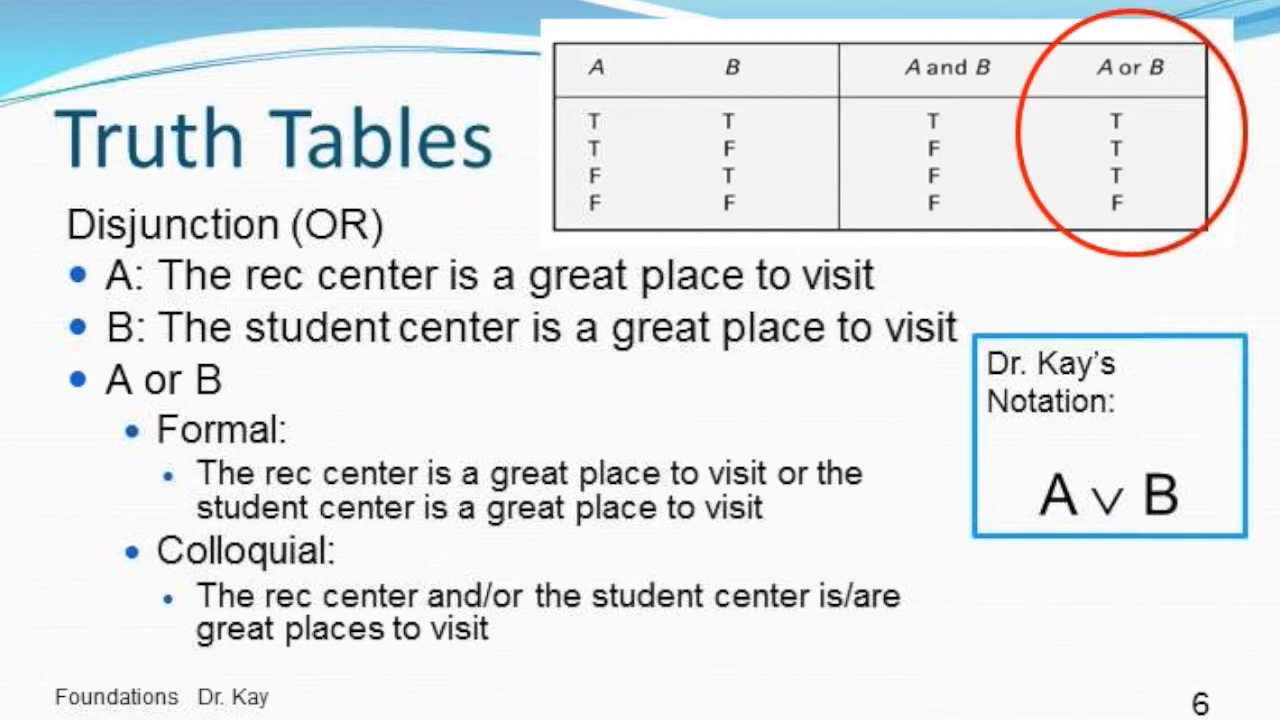 Truth Tables
A B A and B A or B
T T T T
T F F T
F T F T
F F F F
Disjunction (OR)
A: The rec center is a great place to visit
B: The student center is a great place to visit
A or B
Formal:
The rec center is a great place to visit or the
student center is a great place to visit
Colloquial:
The rec center and/or the student center is/are
great places to visit
Dr. Kay's
Notation:
A ∨ B
Foundations Dr. Kay
6